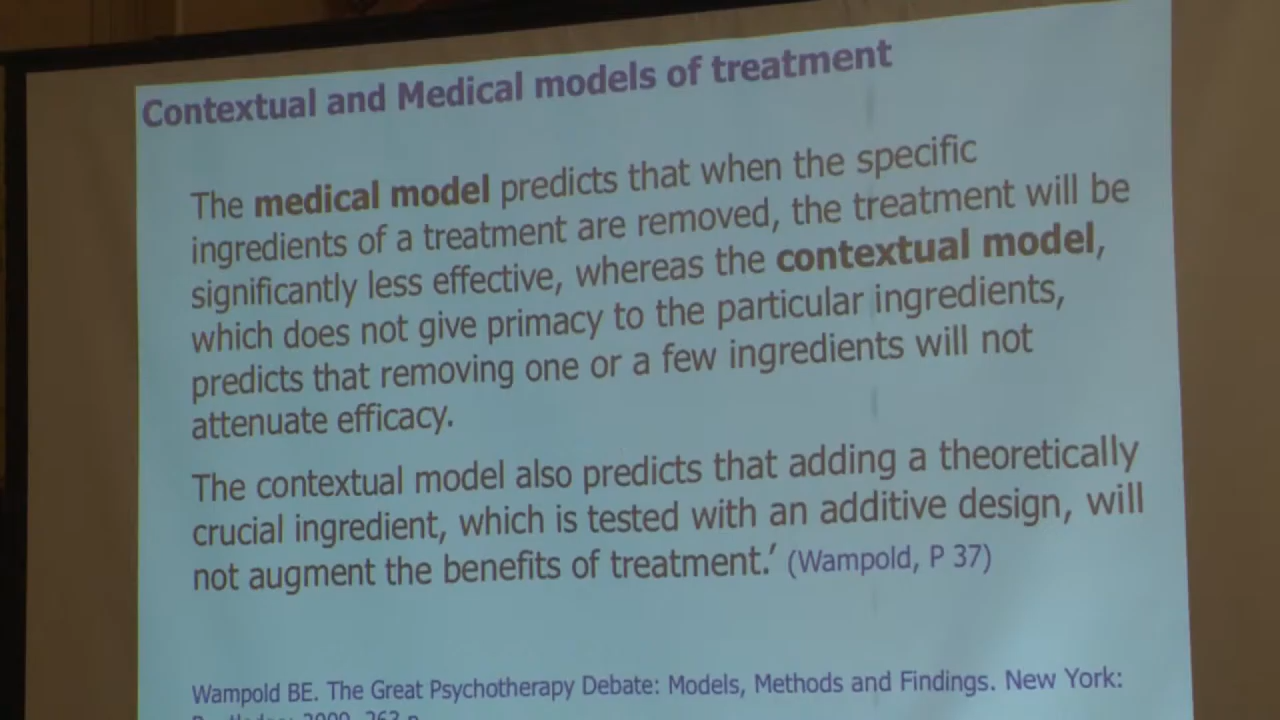 Contextual and Medical models of treatment
The medical model predicts that when the specific
ingredients of a treatment are removed, the treatment will be
significantly less effective, whereas the contextual model,
which does not give primacy to the particular ingredients,
predicts that removing one or a few ingredients will not
attenuate efficacy.
The contextual model also predicts that adding a theoretically
crucial ingredient, which is tested with an additive design, will
not augment the benefits of treatment.’ (Wampold, P 37)
Wampold BE. The Great Psychotherapy Debate: Models, Methods and Findings. New York: